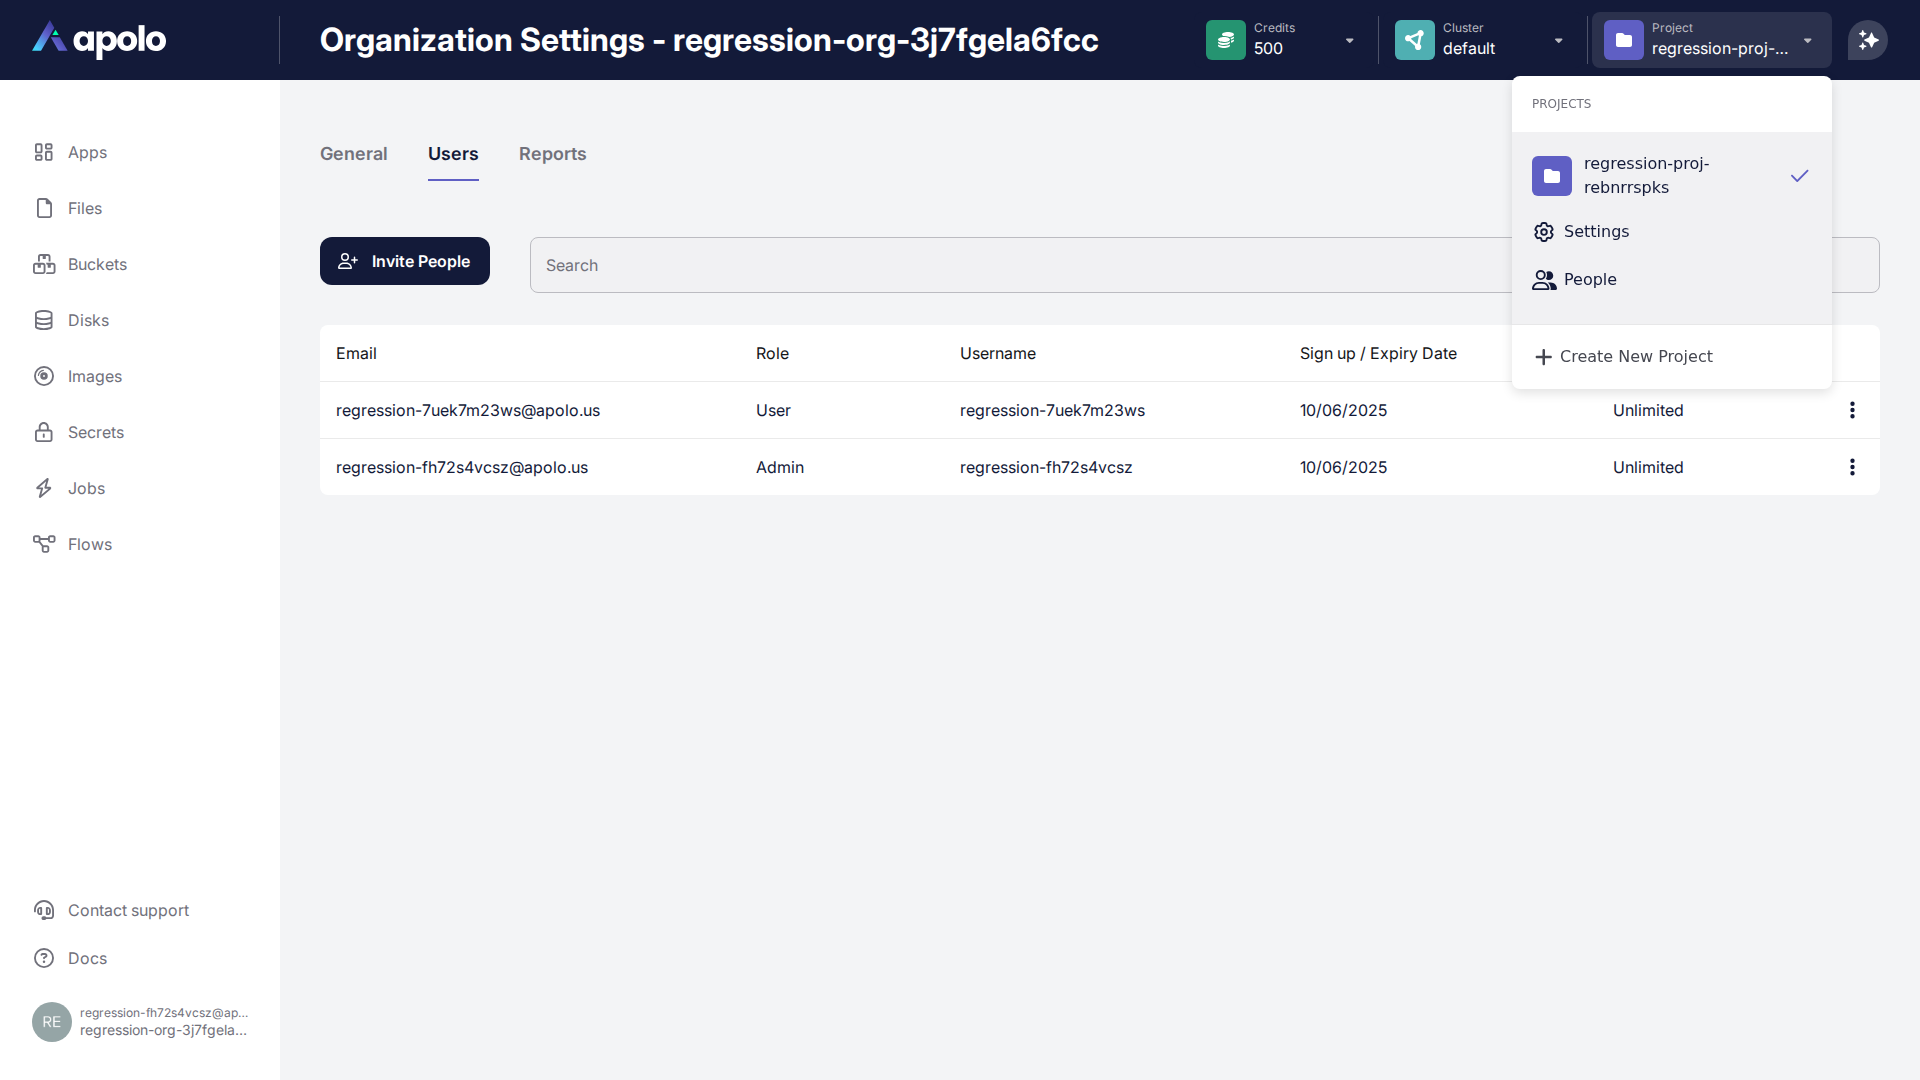 apolo
Organization Settings - regression-org-3j7fgela6fcc
Credits
500
Cluster
default
Project
regression-proj-...
PROJECTS
regression-proj-
rebnrrspks
Settings
People
Create New Project
Apps
Files
Buckets
Disks
Images
Secrets
Jobs
Flows
General Users Reports
Invite People
Search
Email Role Username Sign up / Expiry Date
regression-7uek7m23ws@apolo.us User regression-7uek7m23ws 10/06/2025 Unlimited
regression-fh72s4vcsz@apolo.us Admin regression-fh72s4vcsz 10/06/2025 Unlimited
Contact support
Docs
RE
regression-fh72s4vcsz@ap...
regression-org-3j7fgela...